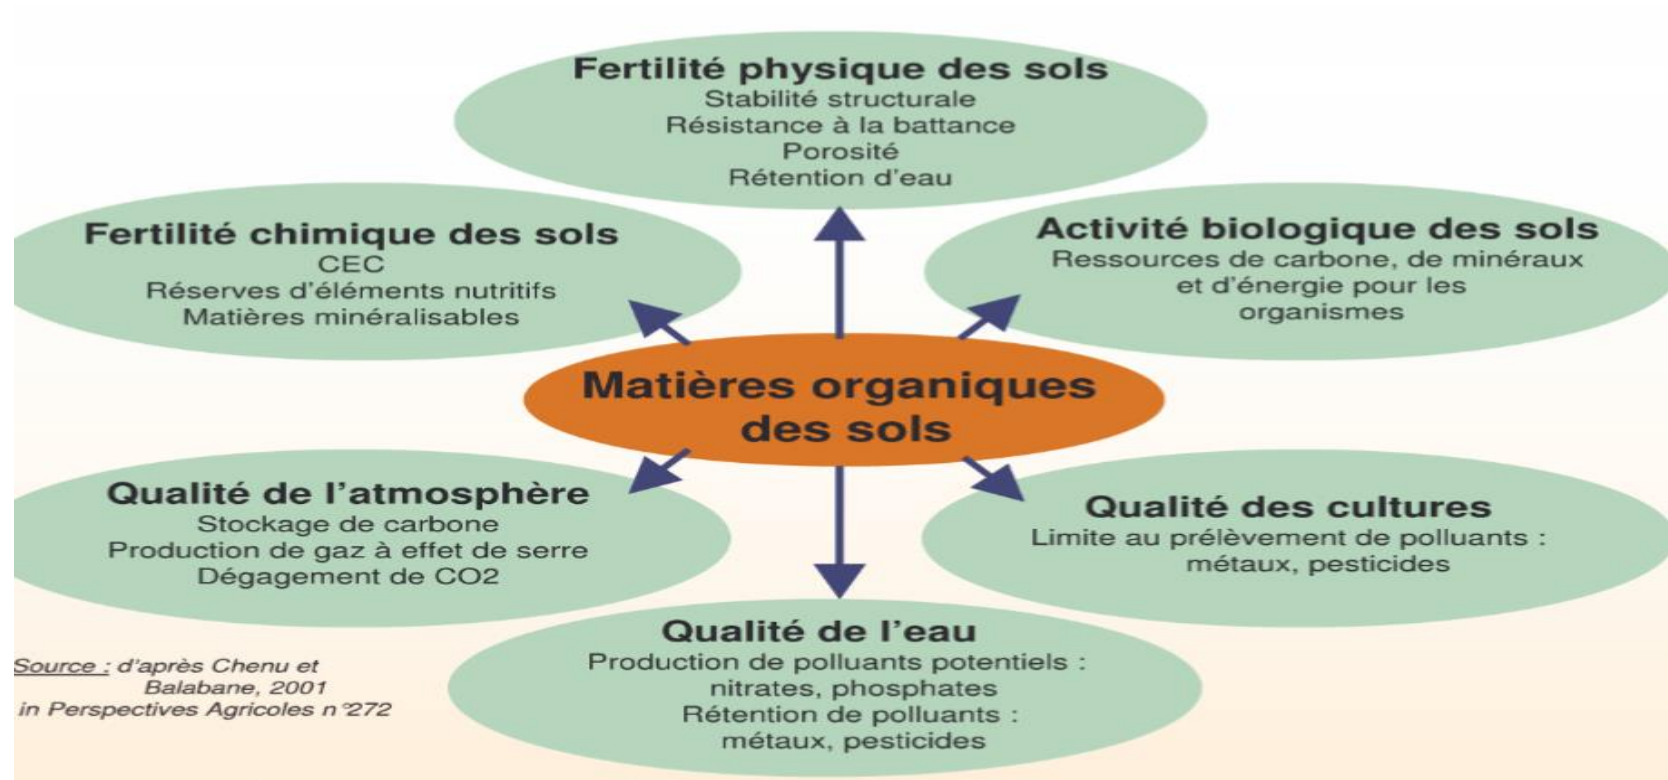 Fertilité physique des sols
Stabilité structurale
Résistance à la battance
Porosité
Rétention d'eau
Fertilité chimique des sols
CEC
Réserves d'éléments nutritifs
Matières minéralisables
Activité biologique des sols
Ressources de carbone, de minéraux
et d'énergie pour les
organismes
Matières organiques
des sols
Qualité de l'atmosphère
Stockage de carbone
Production de gaz à effet de serre
Dégagement de CO2
Qualité des cultures
Limite au prélèvement de polluants :
métaux, pesticides
Qualité de l'eau
Production de polluants potentiels :
nitrates, phosphates
Rétention de polluants :
métaux, pesticides
Source : d'après Chenu et
Balabane, 2001
in Perspectives Agricoles n°272